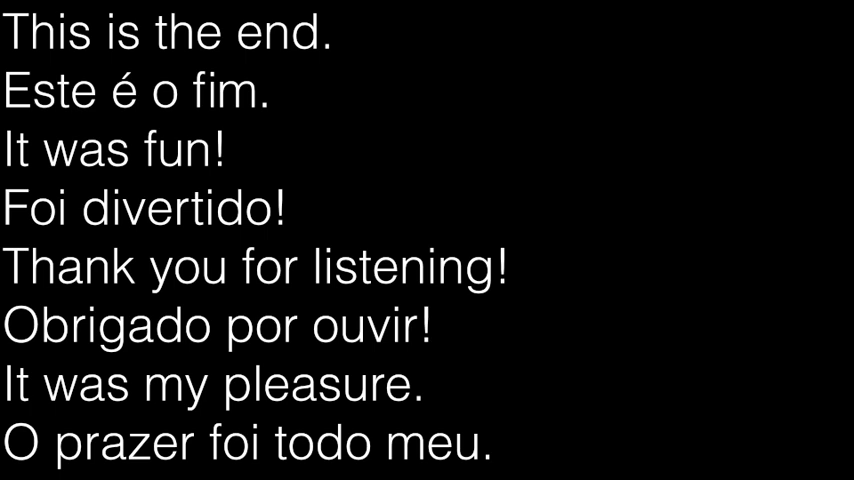 This is the end.
Este é o fim.
It was fun!
Foi divertido!
Thank you for listening!
Obrigado por ouvir!
It was my pleasure.
O prazer foi todo meu.